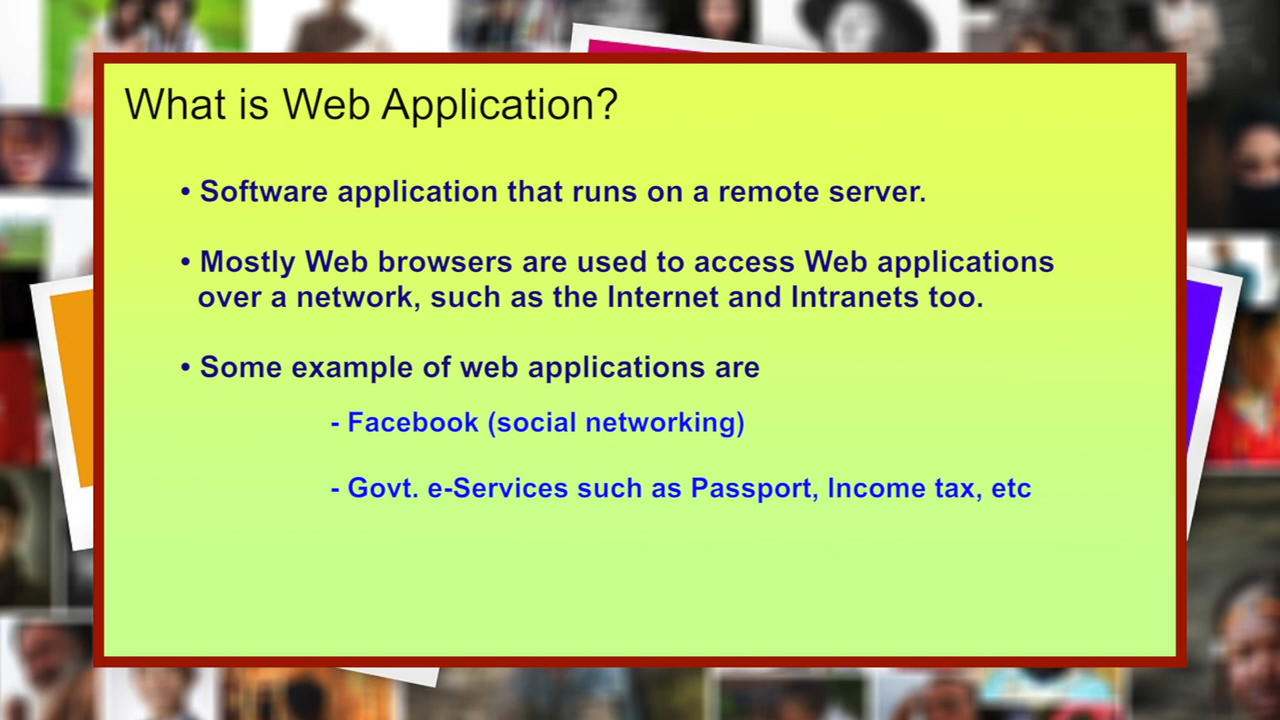 What is Web Application?
• Software application that runs on a remote server.
• Mostly Web browsers are used to access Web applications
over a network, such as the Internet and Intranets too.
• Some example of web applications are
- Facebook (social networking)
- Govt. e-Services such as Passport, Income tax, etc